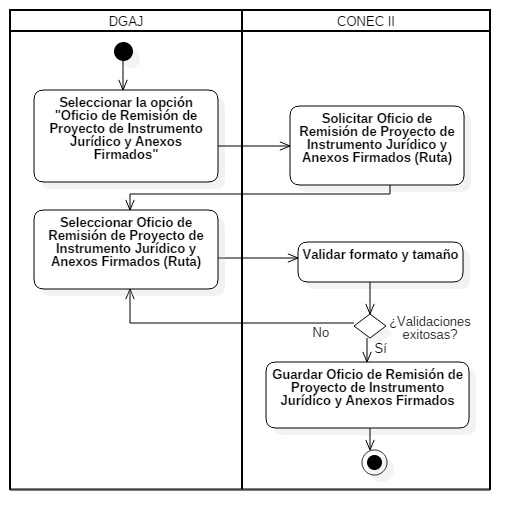 DGAJ
CONEC II
Seleccionar la opción
"Oficio de Remisión de
Proyecto de Instrumento
Jurídico y Anexos
Firmados"
Solicitar Oficio de
Remisión de Proyecto de
Instrumento Jurídico y
Anexos Firmados (Ruta)
Seleccionar Oficio de
Remisión de Proyecto de
Instrumento Jurídico y
Anexos Firmados (Ruta)
Validar formato y tamaño
¿Validaciones
exitosas?
No
Sí
Guardar Oficio de Remisión de
Proyecto de Instrumento
Jurídico y Anexos Firmados